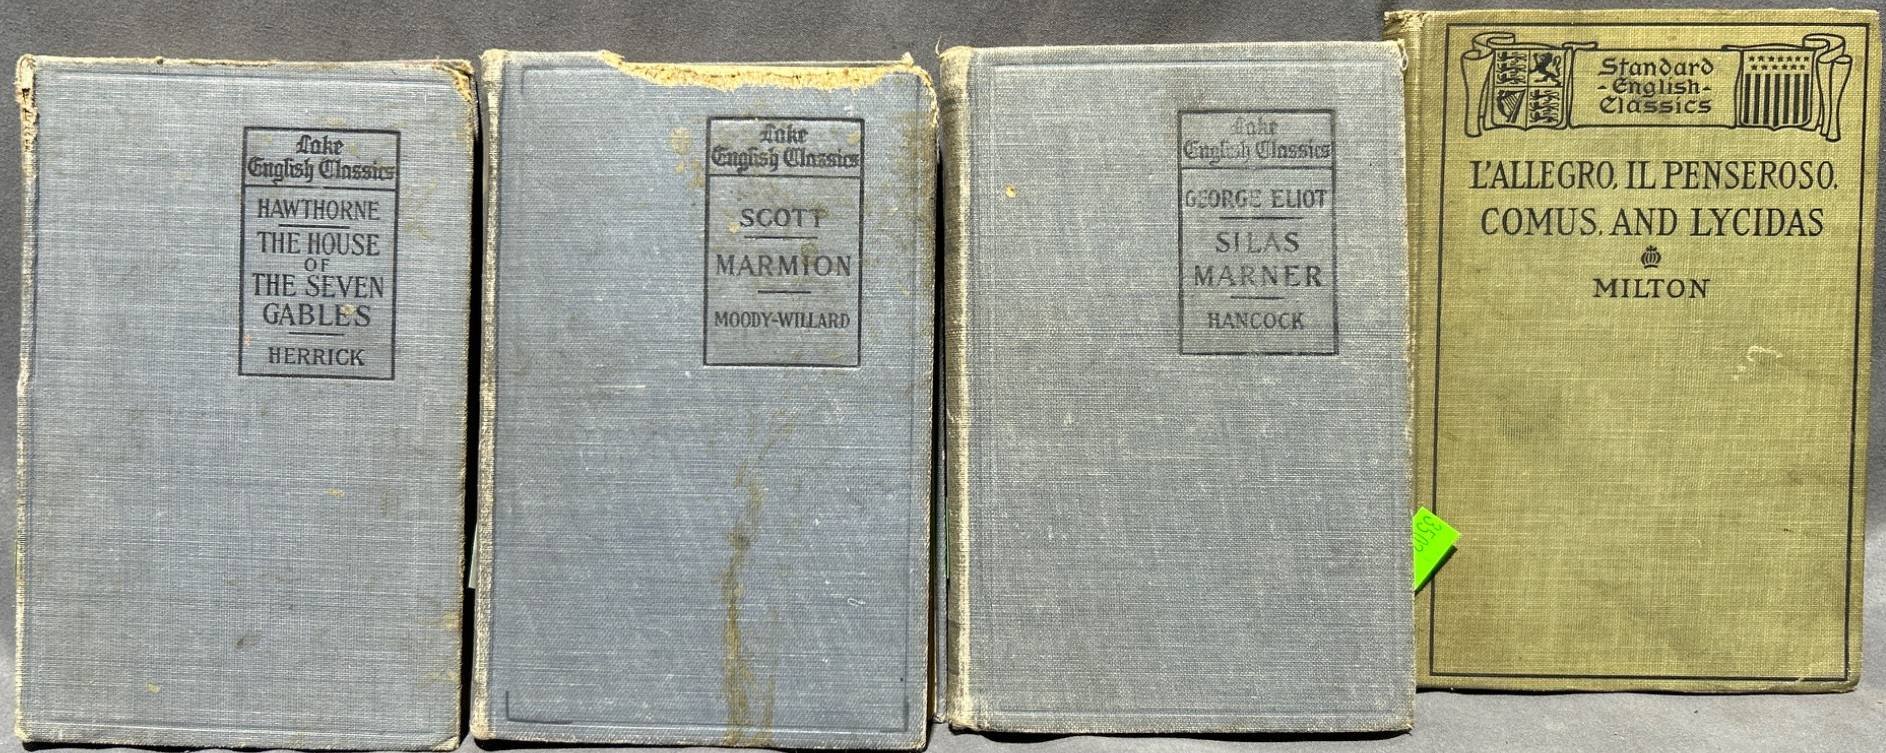 Lake
English Classics
HAWTHORNE
THE HOUSE
OF
THE SEVEN
GABLES
HERRICK
Lake
English Classics
SCOTT
MARMION
MOODY-WILLARD
Lake
English Classics
GEORGE ELIOT
SILAS
MARNER
HANCOCK
Standard
-English-
Classics
L'ALLEGRO, IL PENSEROSO,
COMUS, AND LYCIDAS
MILTON